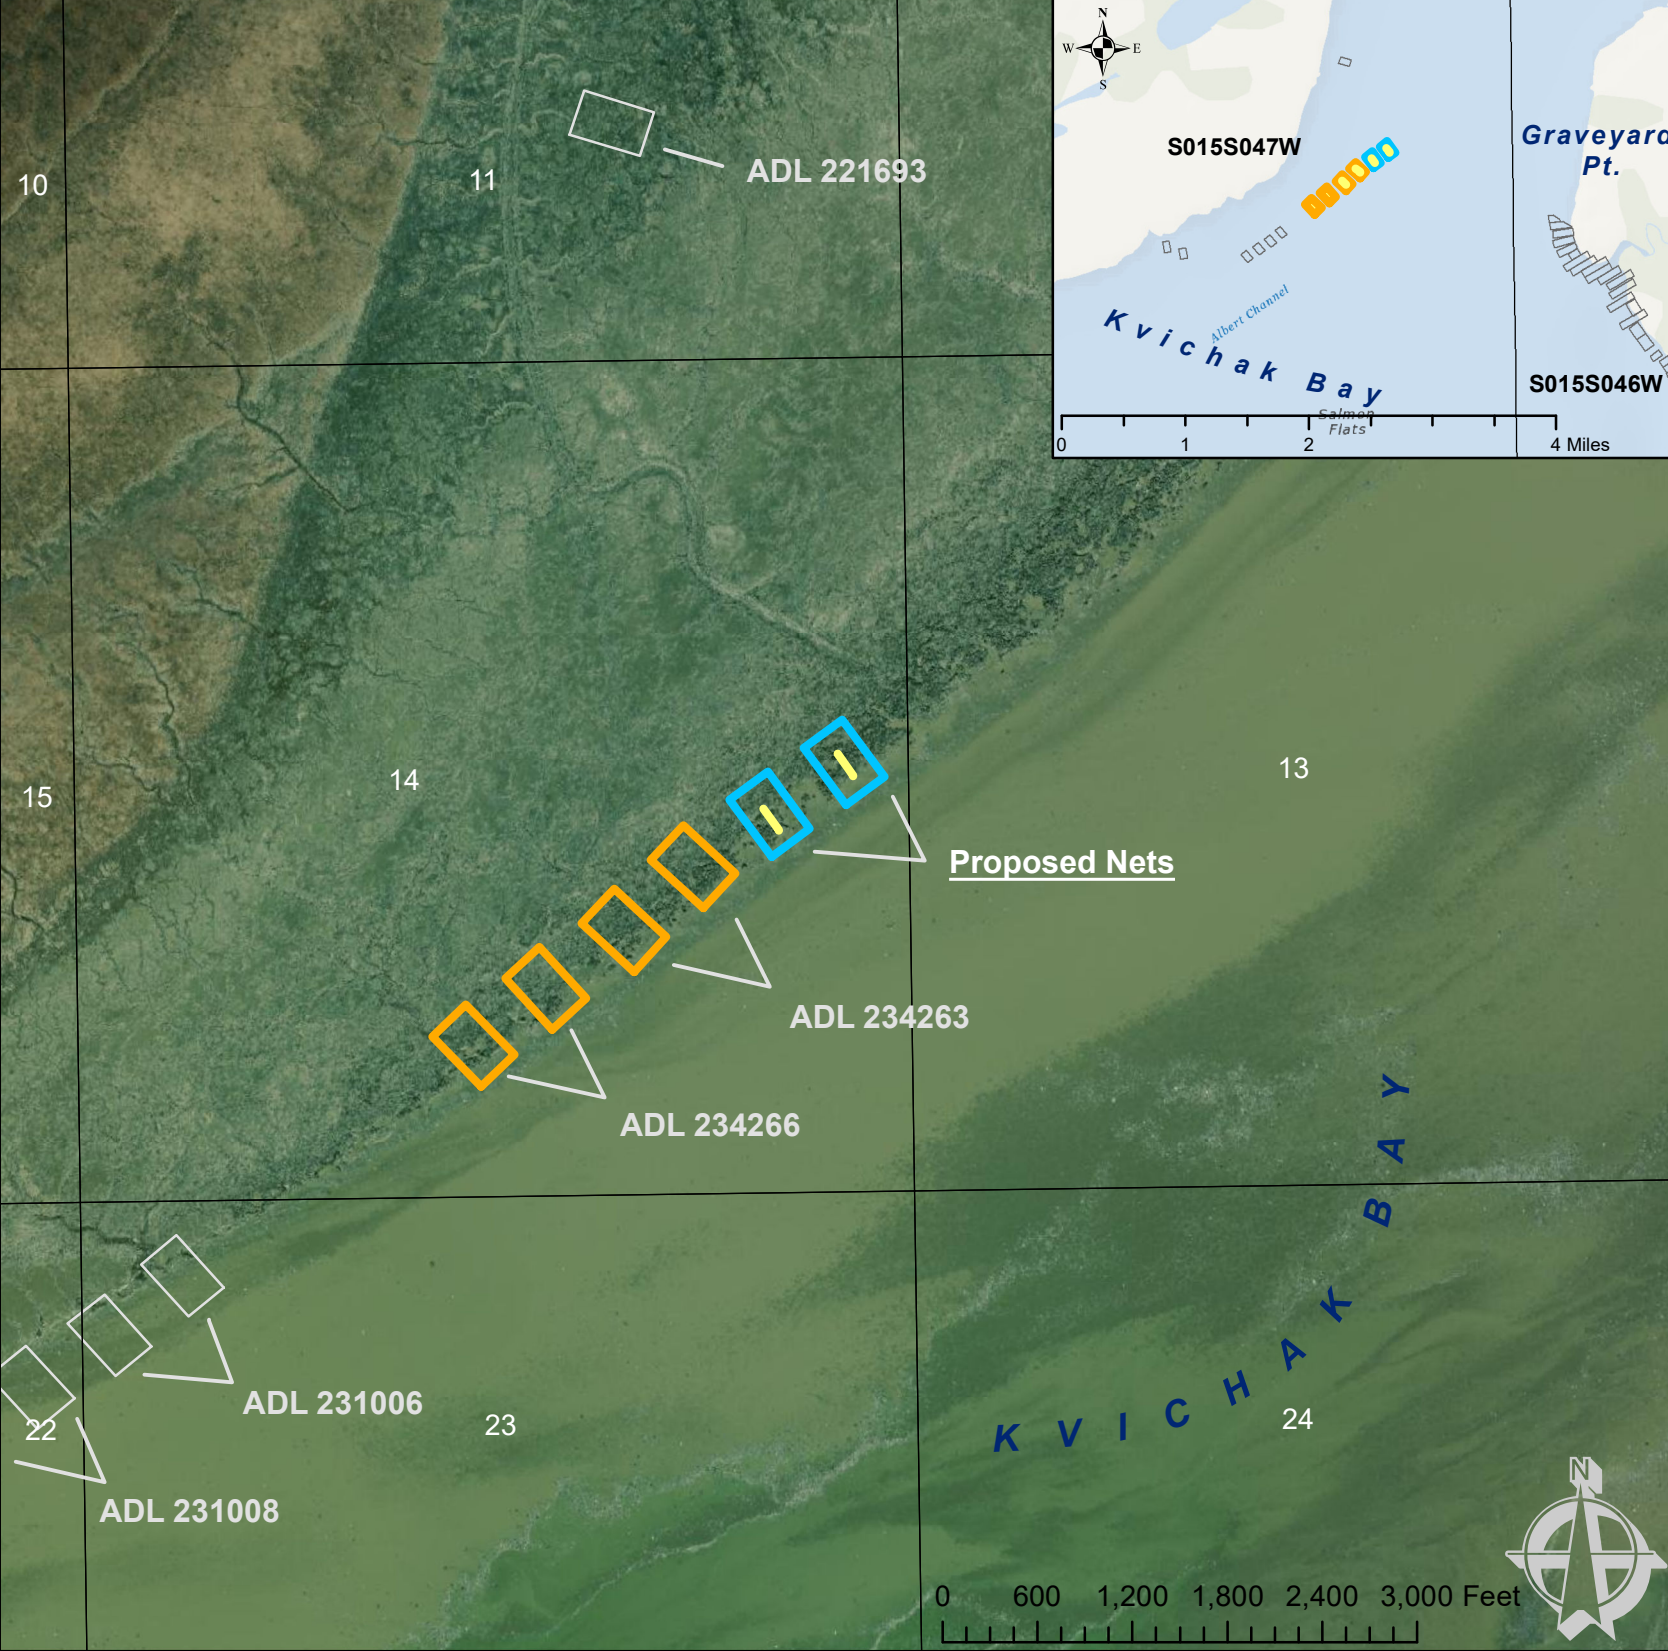 N
W E
S
S015S047W
Graveyard
Pt.
Albert Channel
Kvichak Bay
S015S046W
Salmon
Flats
0 1 2 4 Miles
10
11
ADL 221693
14
15
13
Proposed Nets
ADL 234263
ADL 234266
ADL 231006
22
23
24
ADL 231008
KVICHAK BAY
N
0 600 1,200 1,800 2,400 3,000 Feet